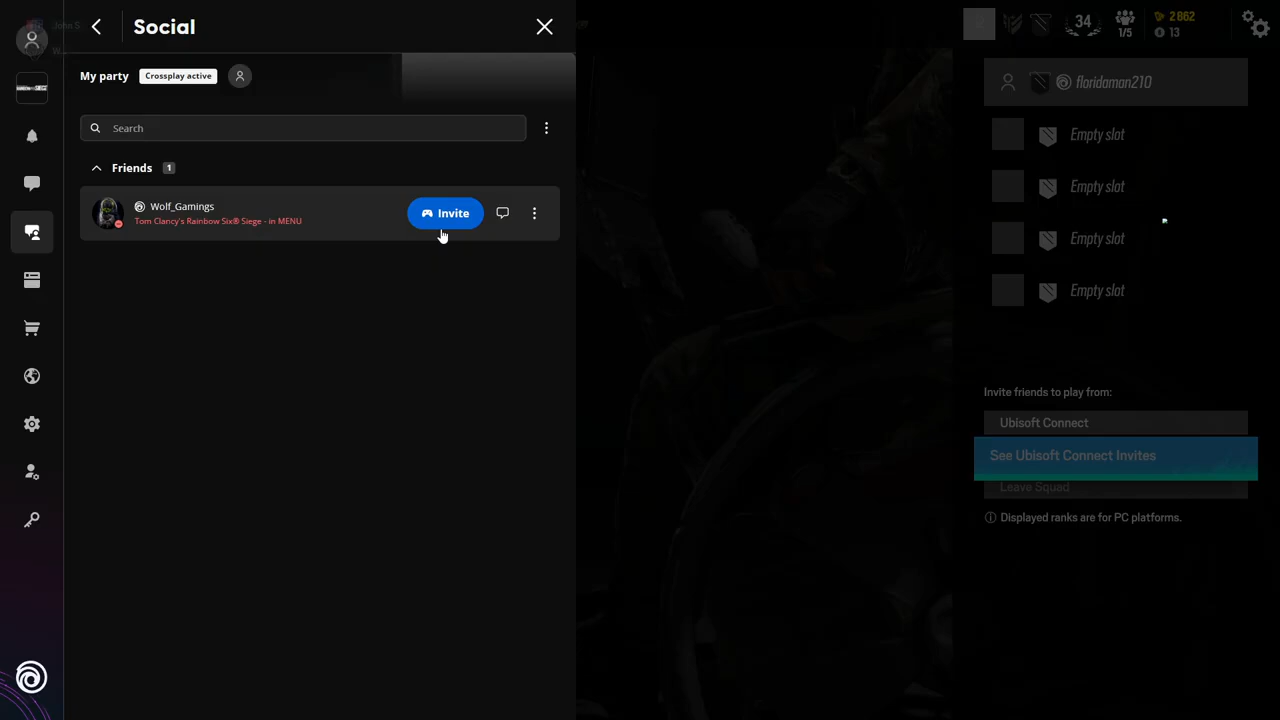 Social
My party
Crossplay active
Search
Friends 1
Wolf_Gamings
Tom Clancy's Rainbow Six® Siege - in MENU
Invite
34
1/5
2 862
13
floridaman210
Empty slot
Empty slot
Empty slot
Empty slot
Invite friends to play from:
Ubisoft Connect
See Ubisoft Connect Invites
Leave Squad
Displayed ranks are for PC platforms.